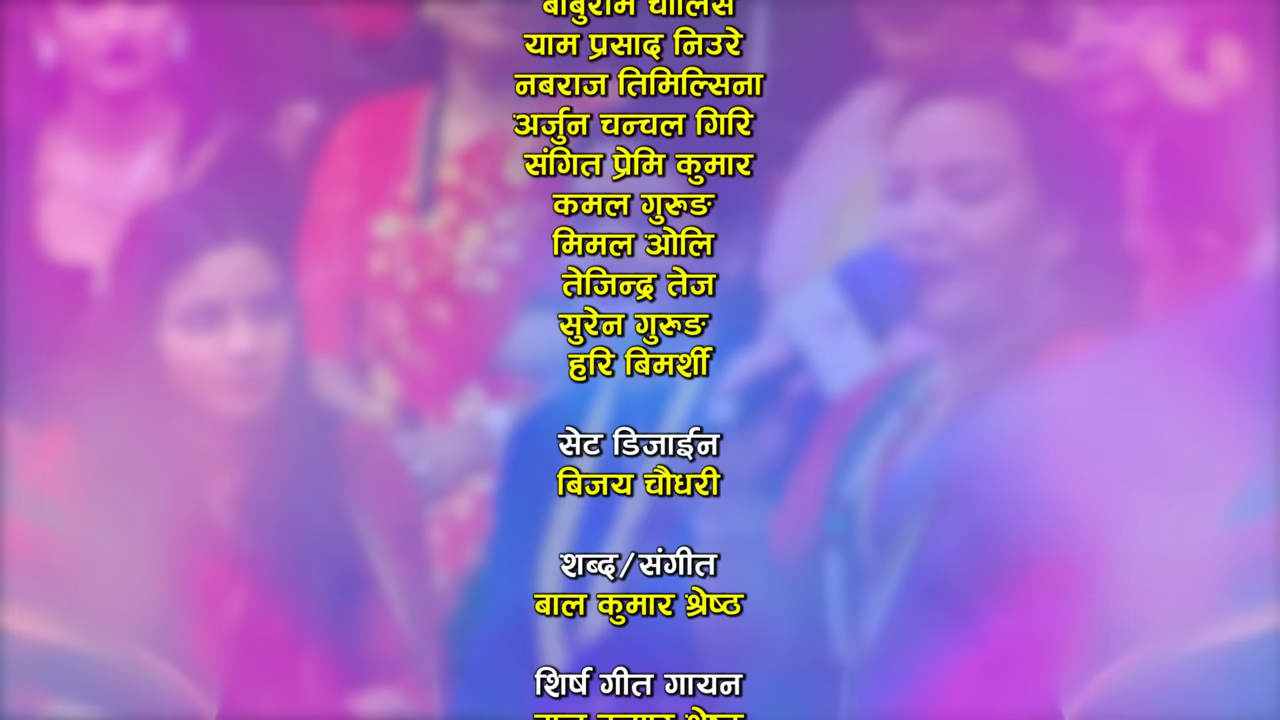 बाबुराम चालिसे
याम प्रसाद निउरे
नबराज तिमिल्सिना
अर्जुन चन्चल गिरि
संगित प्रेमि कुमार
कमल गुरूङ
मिमल ओलि
तेजिन्द्र तेज
सुरेन गुरूङ
हरि बिमर्शी
सेट डिजाईन
बिजय चौधरी
शब्द/संगीत
बाल कुमार श्रेष्ठ
शिर्ष गीत गायन
बाल कुमार श्रेष्ठ